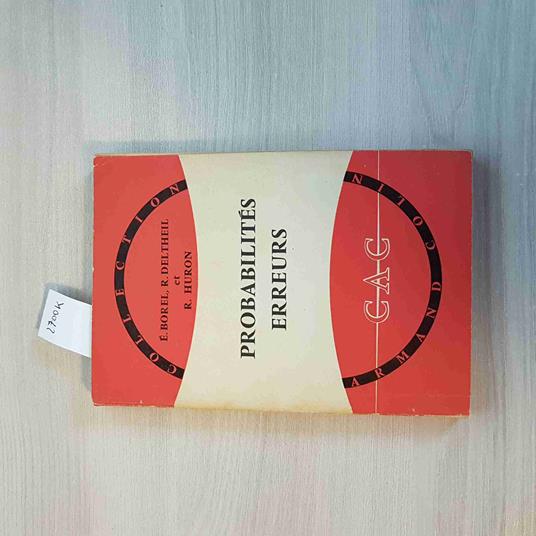 COLLECTION
É. BOREL, R. DELTHEIL
et
R. HURON
PROBABILITÉS
ERREURS
CAC
ARMAND COLIN
2700K